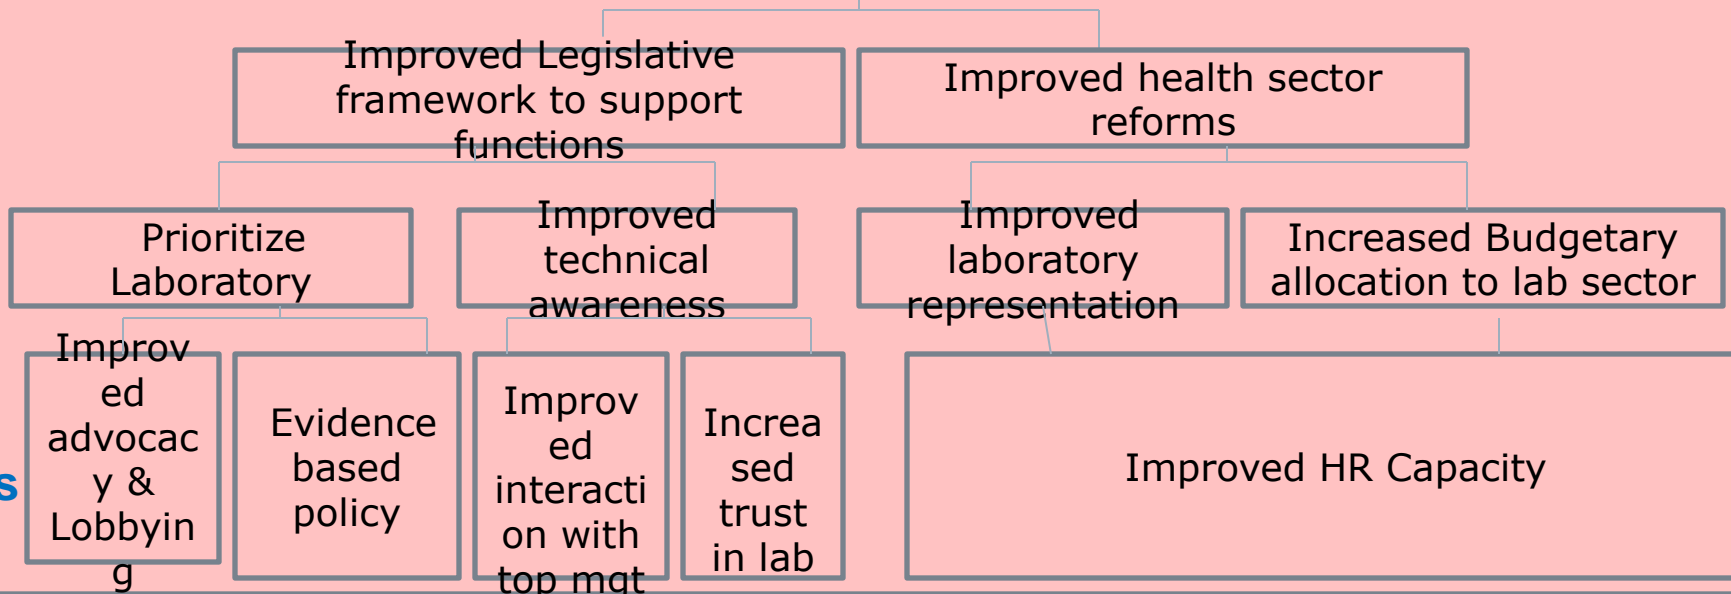 Improved Legislative
framework to support
functions
Improved health sector
reforms
Prioritize
Laboratory
Improved
technical
awareness
Improved
laboratory
representation
Increased Budgetary
allocation to lab sector
Improv
ed
advocac
y &
Lobbyin
g
Evidence
based
policy
Improv
ed
interacti
on with
top mgt
Increa
sed
trust
in lab
Improved HR Capacity
s